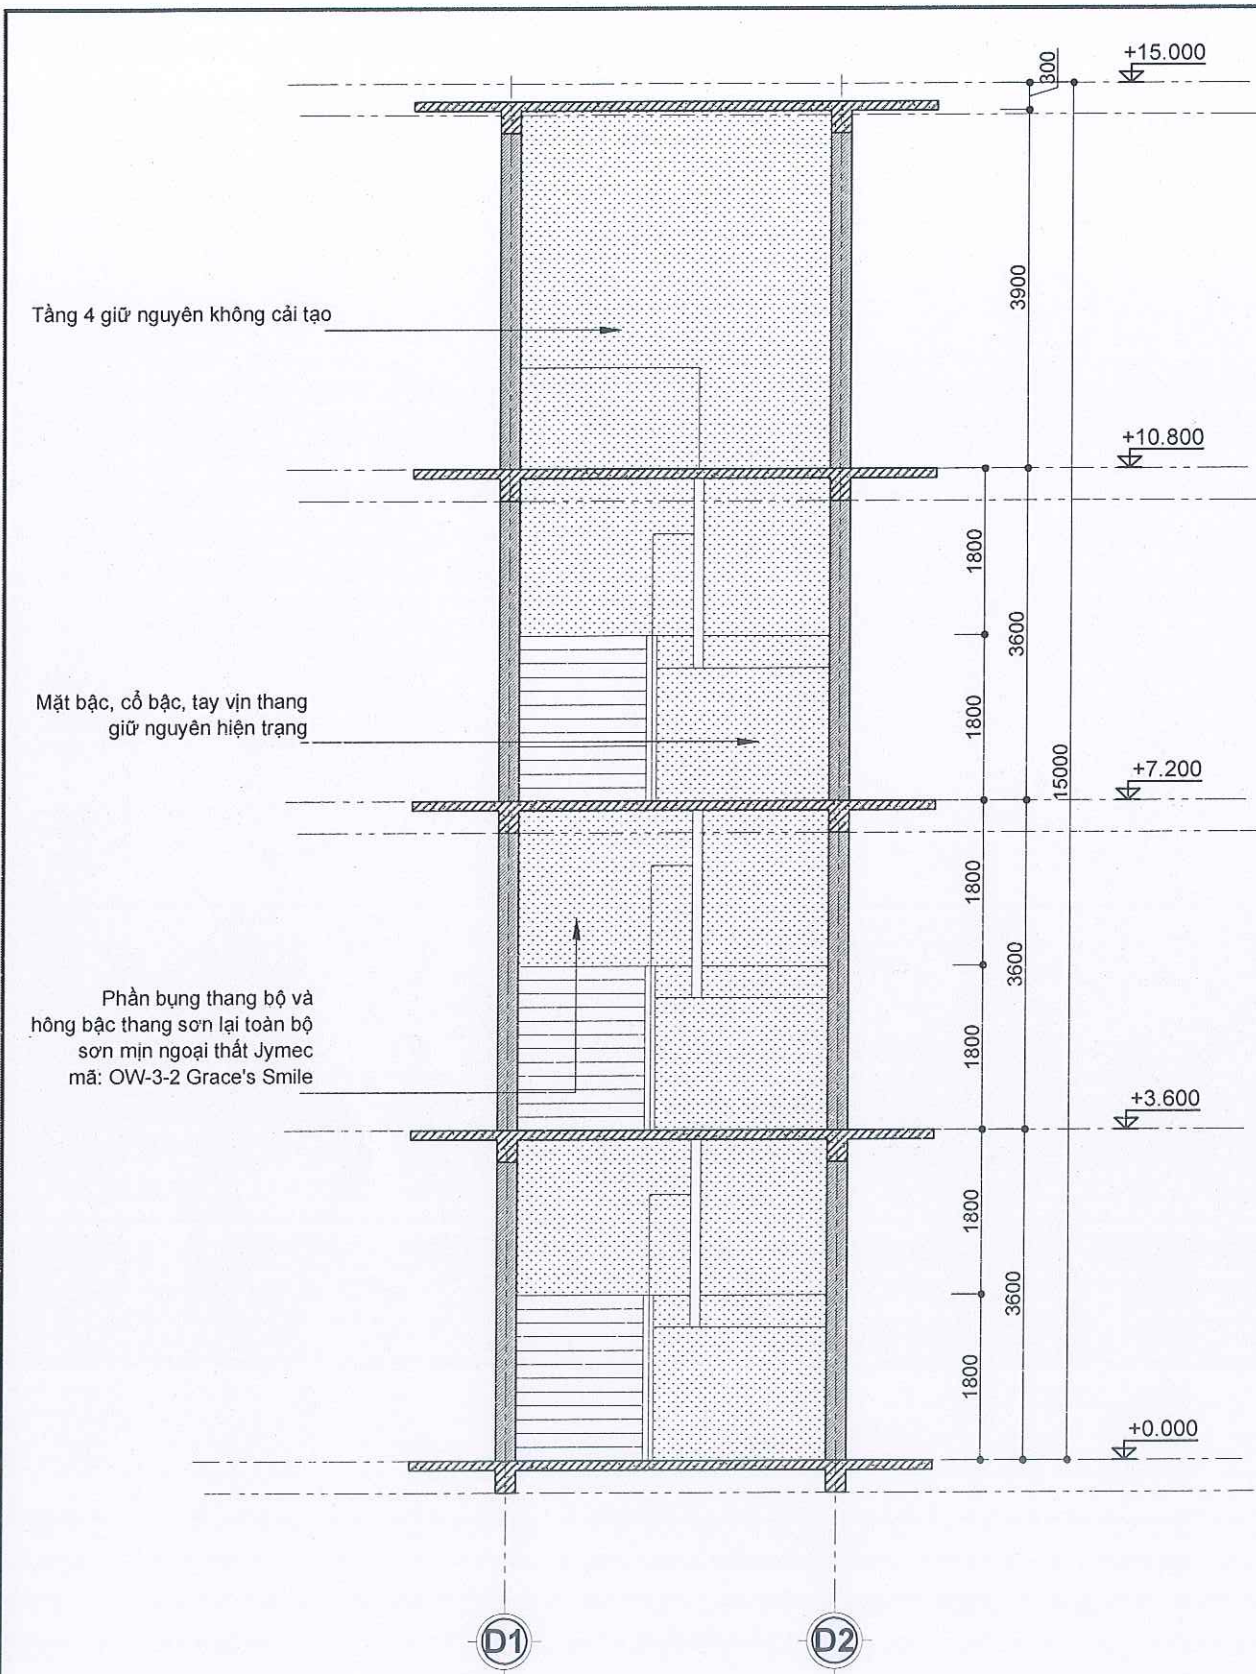 +15.000
300
3900
Tầng 4 giữ nguyên không cải tạo
+10.800
1800
3600
Mặt bậc, cổ bậc, tay vịn thang
giữ nguyên hiện trạng
1800
15000
+7.200
1800
3600
Phần bụng thang bộ và
hông bậc thang sơn lại toàn bộ
sơn mịn ngoại thất Jymec
mã: OW-3-2 Grace's Smile
1800
+3.600
1800
3600
1800
+0.000
D1
D2